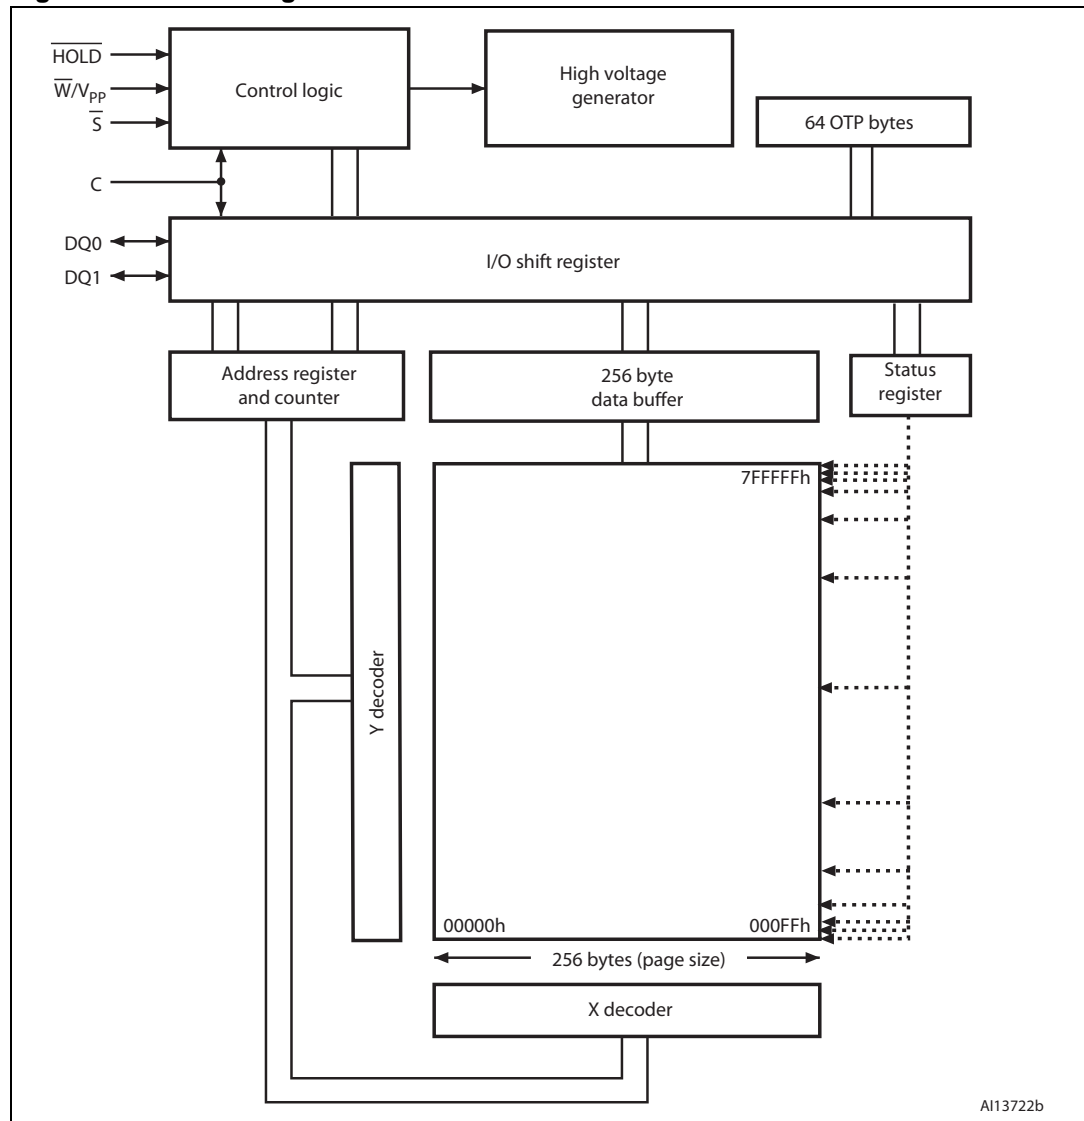 HOLD
W/VPP
S
C
DQ0
DQ1
Control logic
High voltage
generator
64 OTP bytes
I/O shift register
Address register
and counter
256 byte
data buffer
Status
register
7FFFFFh
Y decoder
00000h
000FFh
256 bytes (page size)
X decoder
AI13722b